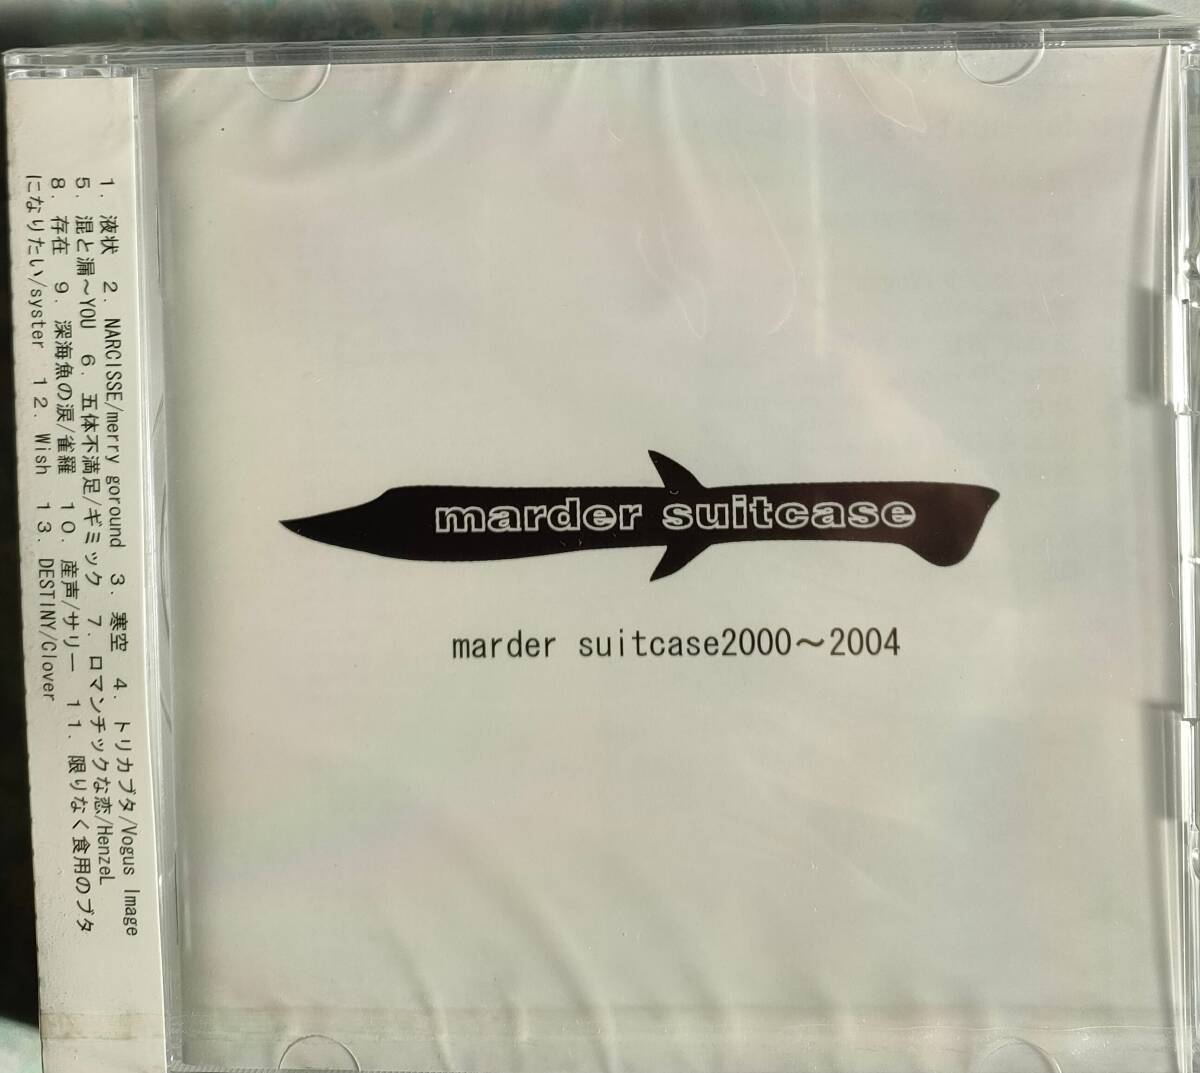 1. 液状　2. NARCISSE/merry goround　3. 寒空　4. トリカブタ/Vogus Image
5. 混と漏～YOU　6. 五体不満足/ギミック　7. ロマンチックな恋/HenzeL
8. 存在　9. 深海魚の涙/雀羅　10. 産声/サリー　11. 限りなく食用のブタ
になりたい/syster　12. Wish　13. DESTINY/Clover
marder suitcase
marder suitcase2000～2004